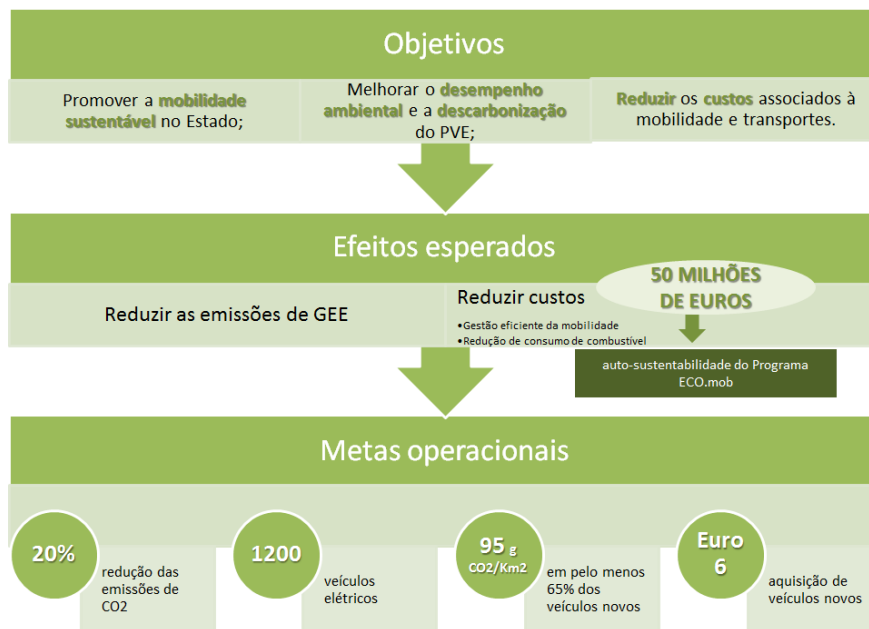 Objetivos
Promover a mobilidade
sustentável no Estado;
Melhorar o desempenho
ambiental e a descarbonização
do PVE;
Reduzir os custos associados à
mobilidade e transportes.
Efeitos esperados
Reduzir as emissões de GEE
Reduzir custos
•Gestão eficiente da mobilidade
•Redução de consumo de combustível
50 MILHÕES
DE EUROS
auto-sustentabilidade do Programa
ECO.mob
Metas operacionais
20%
redução das
emissões de
CO2
1200
veículos
elétricos
95 g
CO2/Km2
em pelo menos
65% dos
veículos novos
Euro
6
aquisição de
veículos novos